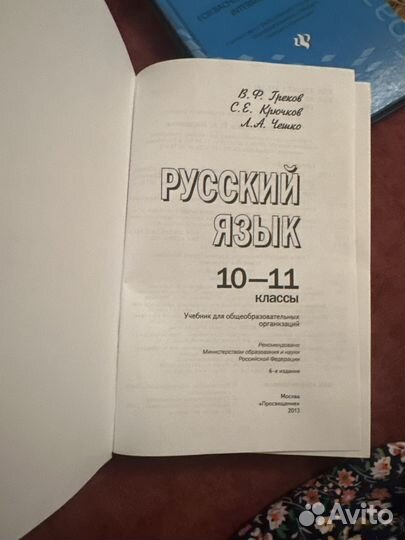 В. Ф. Греков
С. Е. Крючков
Л. А. Чешко
РУССКИЙ
ЯЗЫК
10—11
классы
Учебник для общеобразовательных
организаций
Рекомендовано
Министерством образования и науки
Российской Федерации
6-е издание
Москва
«Просвещение»
2013
Avito